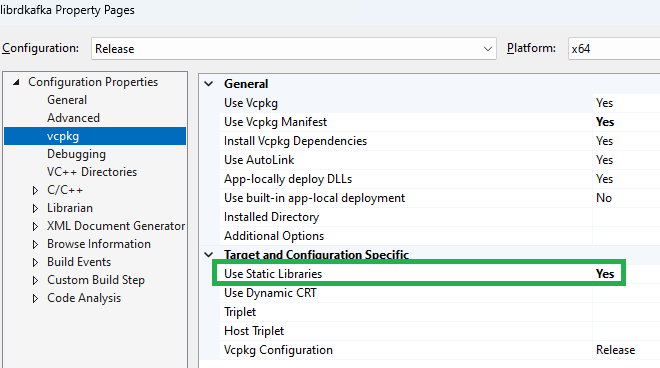 librdkafka Property Pages
Configuration: Release Platform: x64
Configuration Properties
General
Advanced
vcpkg
Debugging
VC++ Directories
C/C++
Librarian
XML Document Generator
Browse Information
Build Events
Custom Build Step
Code Analysis
General
Use Vcpkg Yes
Use Vcpkg Manifest Yes
Install Vcpkg Dependencies Yes
Use AutoLink Yes
App-locally deploy DLLs Yes
Use built-in app-local deployment No
Installed Directory
Additional Options
Target and Configuration Specific
Use Static Libraries Yes
Use Dynamic CRT
Triplet
Host Triplet
Vcpkg Configuration Release